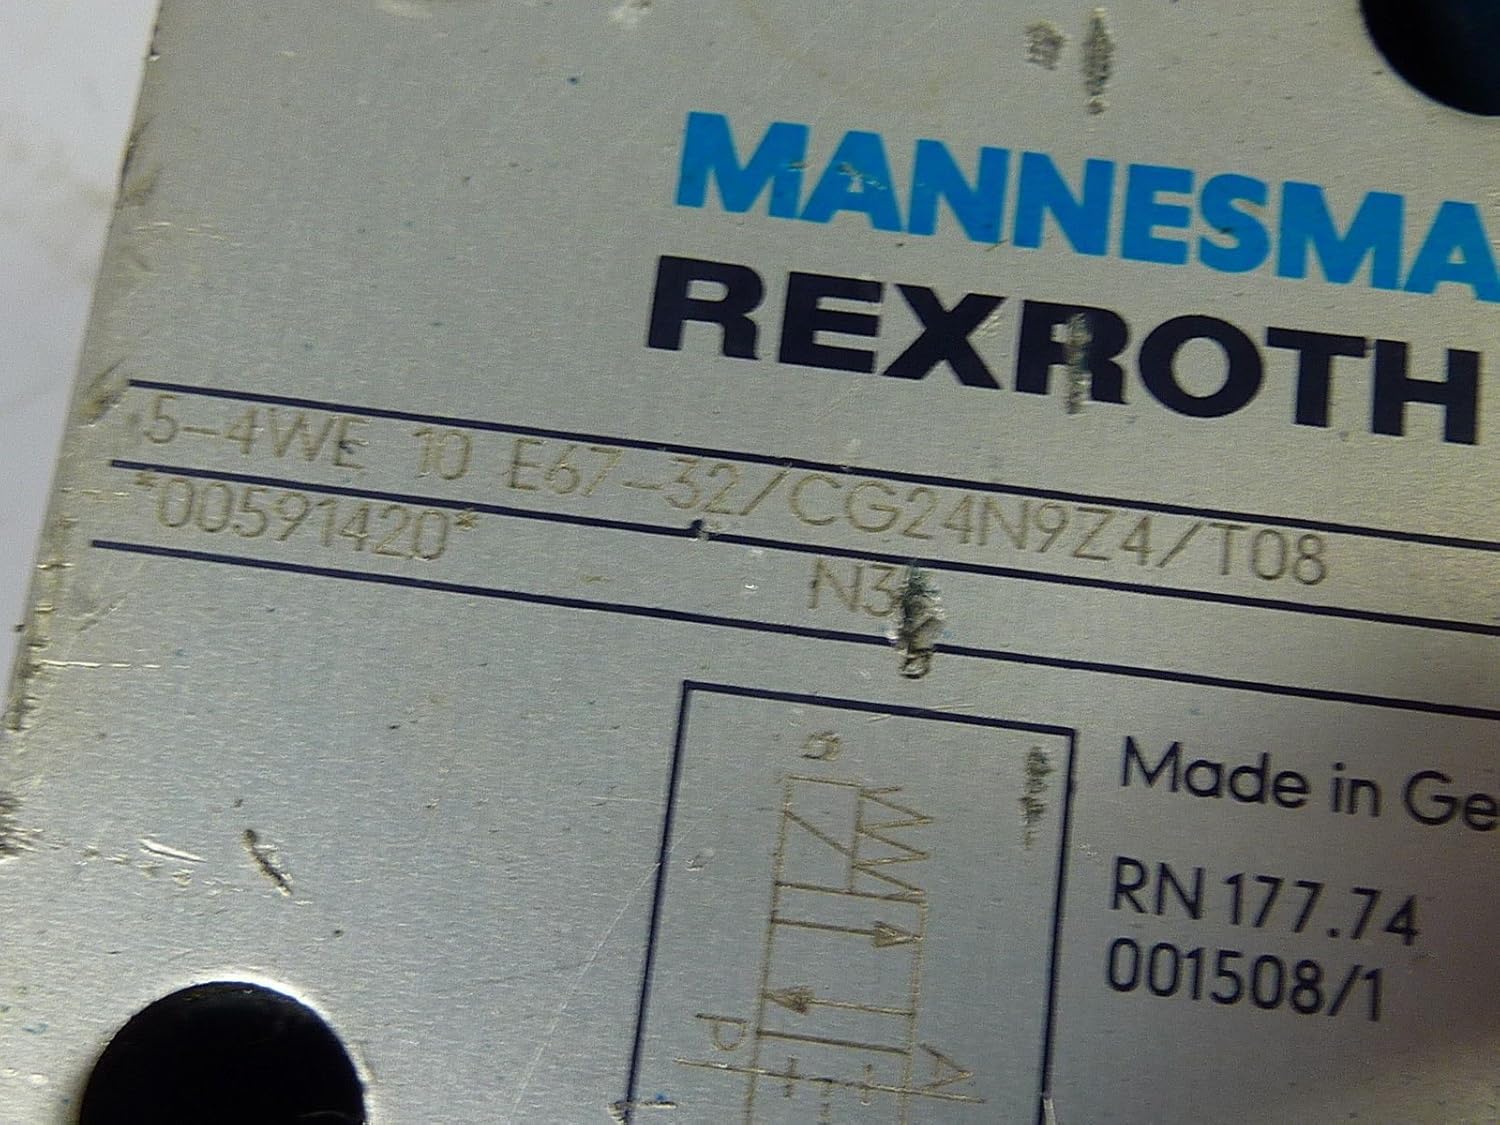 MANNESMA
REXROTH
5-4WE 10 E67-32/CG24N9Z4/T08
*00591420* N3
Made in Ge
RN 177.74
001508/1
a
P A